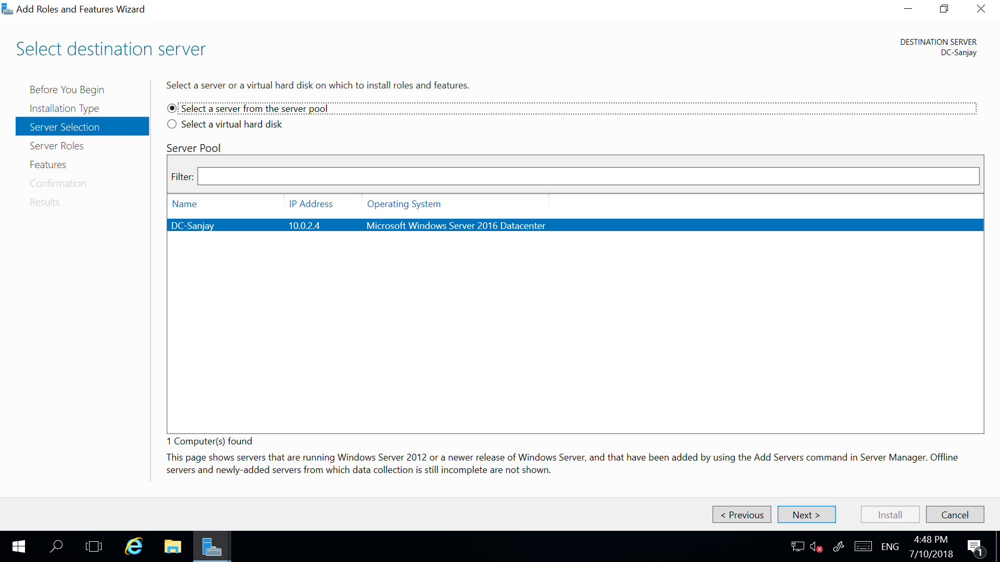 Add Roles and Features Wizard
Select destination server
DESTINATION SERVER
DC-Sanjay
Before You Begin
Installation Type
Server Selection
Server Roles
Features
Confirmation
Results
Select a server or a virtual hard disk on which to install roles and features.
Select a server from the server pool
Select a virtual hard disk
Server Pool
Filter:
Name IP Address Operating System
DC-Sanjay 10.0.2.4 Microsoft Windows Server 2016 Datacenter
1 Computer(s) found
This page shows servers that are running Windows Server 2012 or a newer release of Windows Server, and that have been added by using the Add Servers command in Server Manager. Offline
servers and newly-added servers from which data collection is still incomplete are not shown.
< Previous Next > Install Cancel
ENG
4:48 PM
7/10/2018
1